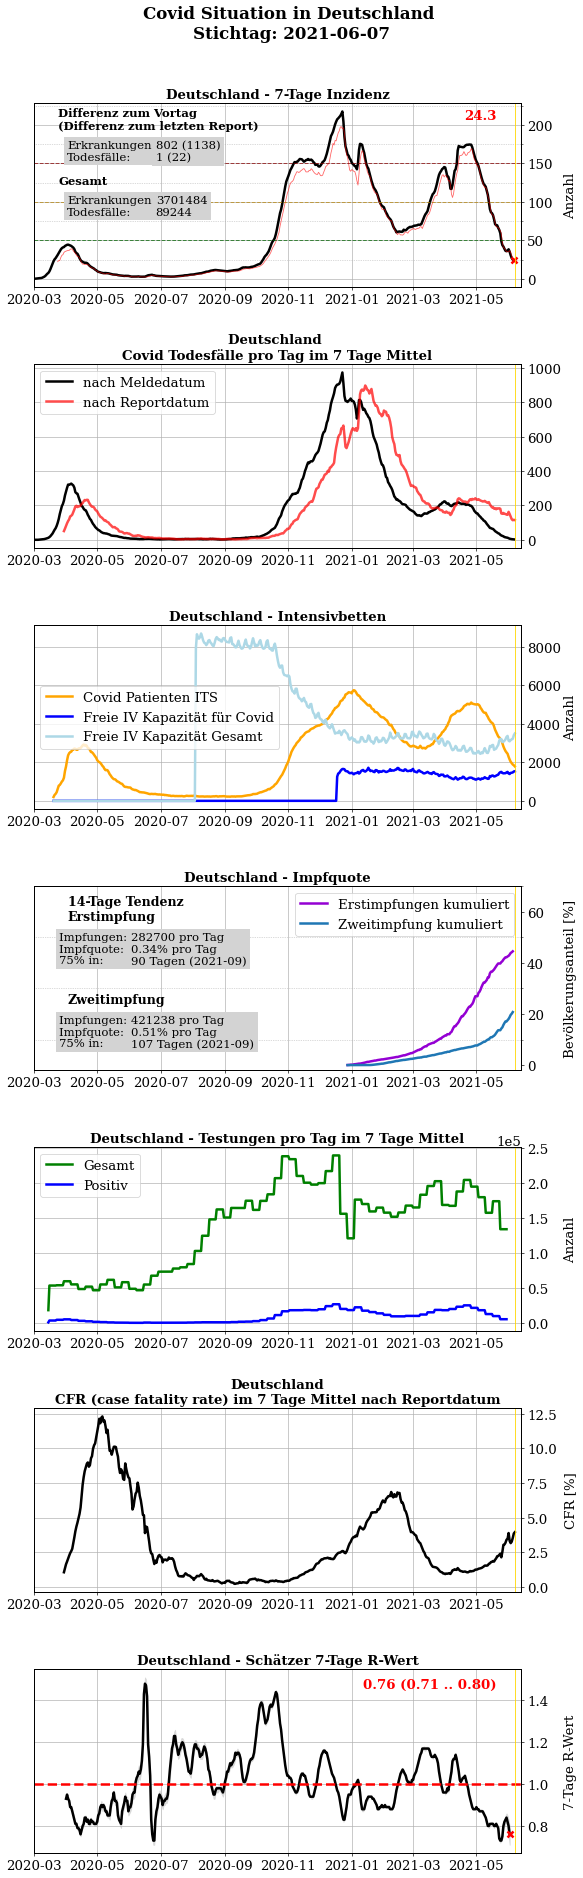 Covid Situation in Deutschland
Stichtag: 2021-06-07
Deutschland - 7-Tage Inzidenz
Differenz zum Vortag
(Differenz zum letzten Report)
Erkrankungen 802 (1138)
Todesfälle: 1 (22)
Gesamt
Erkrankungen 3701484
Todesfälle: 89244
24.3
200
150
100
50
0
Anzahl
2020-03 2020-05 2020-07 2020-09 2020-11 2021-01 2021-03 2021-05
Deutschland
Covid Todesfälle pro Tag im 7 Tage Mittel
nach Meldedatum
nach Reportdatum
1000
800
600
400
200
0
2020-03 2020-05 2020-07 2020-09 2020-11 2021-01 2021-03 2021-05
Deutschland - Intensivbetten
Covid Patienten ITS
Freie IV Kapazität für Covid
Freie IV Kapazität Gesamt
8000
6000
4000
2000
0
Anzahl
2020-03 2020-05 2020-07 2020-09 2020-11 2021-01 2021-03 2021-05
Deutschland - Impfquote
14-Tage Tendenz
Erstimpfung
Impfungen: 282700 pro Tag
Impfquote: 0.34% pro Tag
75% in: 90 Tagen (2021-09)
Zweitimpfung
Impfungen: 421238 pro Tag
Impfquote: 0.51% pro Tag
75% in: 107 Tagen (2021-09)
Erstimpfungen kumuliert
Zweitimpfung kumuliert
60
40
20
0
Bevölkerungsanteil [%]
2020-03 2020-05 2020-07 2020-09 2020-11 2021-01 2021-03 2021-05
Deutschland - Testungen pro Tag im 7 Tage Mittel
1e5
Gesamt
Positiv
2.5
2.0
1.5
1.0
0.5
0.0
Anzahl
2020-03 2020-05 2020-07 2020-09 2020-11 2021-01 2021-03 2021-05
Deutschland
CFR (case fatality rate) im 7 Tage Mittel nach Reportdatum
12.5
10.0
7.5
5.0
2.5
0.0
CFR [%]
2020-03 2020-05 2020-07 2020-09 2020-11 2021-01 2021-03 2021-05
Deutschland - Schätzer 7-Tage R-Wert
0.76 (0.71 .. 0.80)
1.4
1.2
1.0
0.8
7-Tage R-Wert
2020-03 2020-05 2020-07 2020-09 2020-11 2021-01 2021-03 2021-05